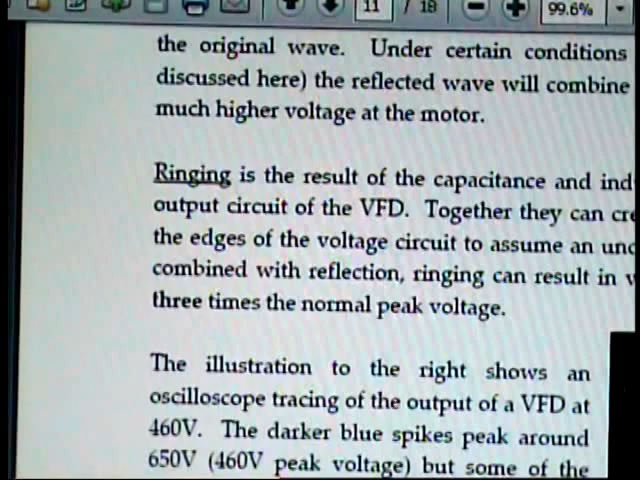 11 / 18 99.6%
the original wave. Under certain conditions
discussed here) the reflected wave will combine
much higher voltage at the motor.
Ringing is the result of the capacitance and
output circuit of the VFD. Together they can
the edges of the voltage circuit to assume an
combined with reflection, ringing can result in
three times the normal peak voltage.
The illustration to the right shows an
oscilloscope tracing of the output of a VFD at
460V. The darker blue spikes peak around
650V (460V peak voltage) but some of the